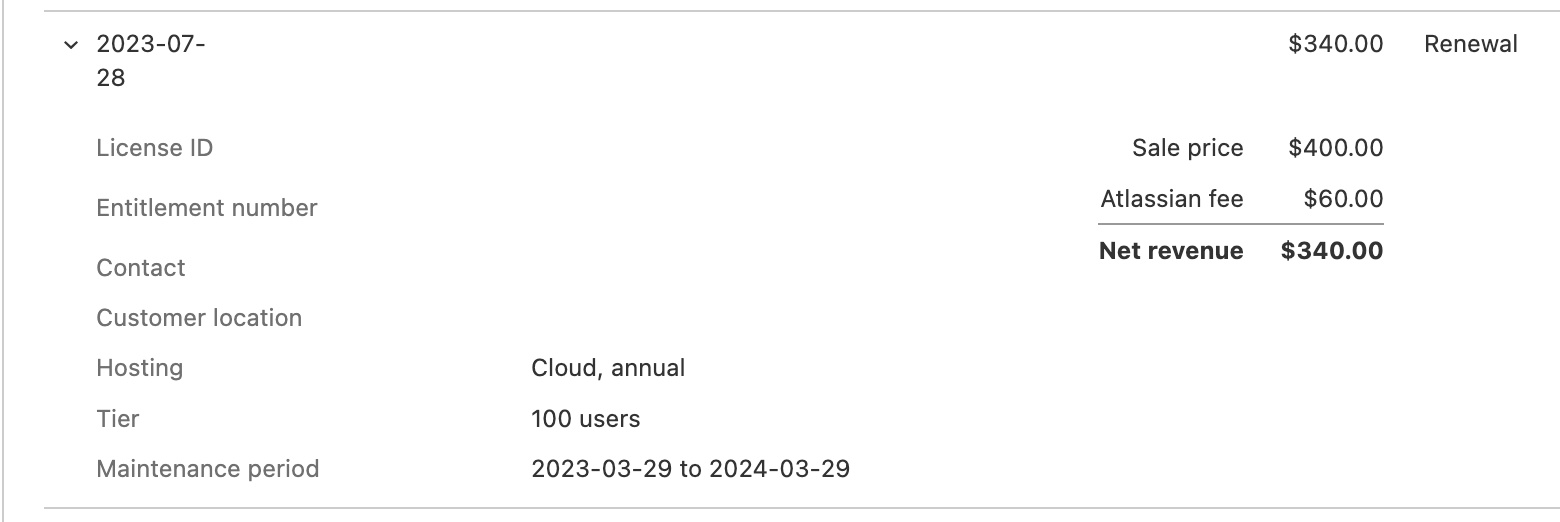 2023-07-
28
$340.00 Renewal
License ID
Sale price $400.00
Atlassian fee $60.00
Entitlement number
Net revenue $340.00
Contact
Customer location
Hosting Cloud, annual
Tier 100 users
Maintenance period 2023-03-29 to 2024-03-29